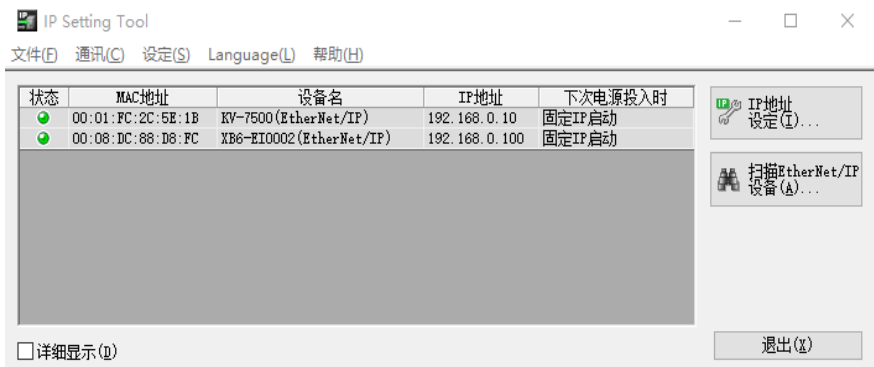 IP Setting Tool
文件(F) 通讯(C) 设定(S) Language(L) 帮助(H)
状态 MAC地址 设备名 IP地址 下次电源投入时
00:01:FC:2C:5E:1B KV-7500(EtherNet/IP) 192.168.0.10 固定IP启动
00:08:DC:88:D8:FC XB6-EI0002(EtherNet/IP) 192.168.0.100 固定IP启动
IP地址
设定(I)...
扫描EtherNet/IP
设备(A)...
详细显示(D)
退出(X)